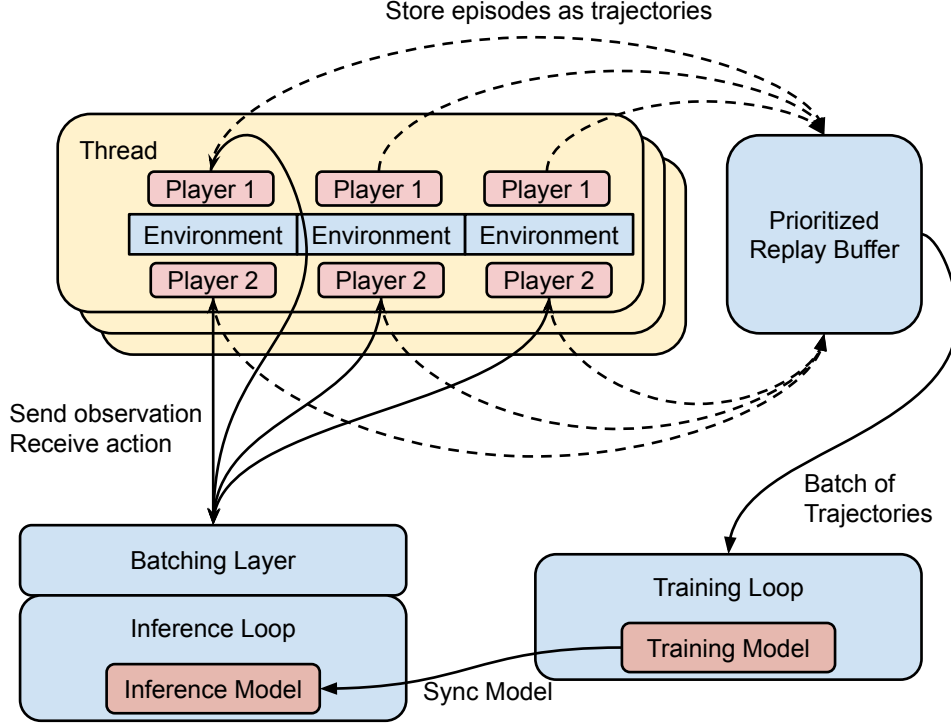 Store episodes as trajectories
Thread
Player 1
Player 1
Player 1
Environment
Environment
Environment
Player 2
Player 2
Player 2
Prioritized
Replay Buffer
Send observation
Receive action
Batch of
Trajectories
Batching Layer
Inference Loop
Inference Model
Training Loop
Training Model
Sync Model